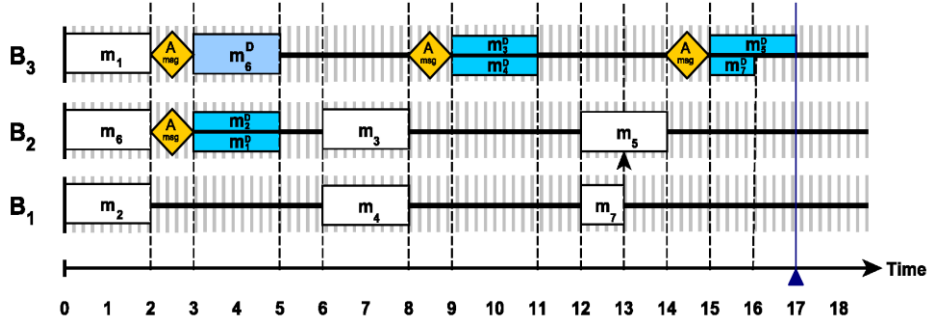 B3 m1 A msg m6D A msg m3D m4D A msg m5D m7D
B2 m6 A msg m2D m1D m3 m5
B1 m2 m4 m7
Time
0 1 2 3 4 5 6 7 8 9 10 11 12 13 14 15 16 17 18